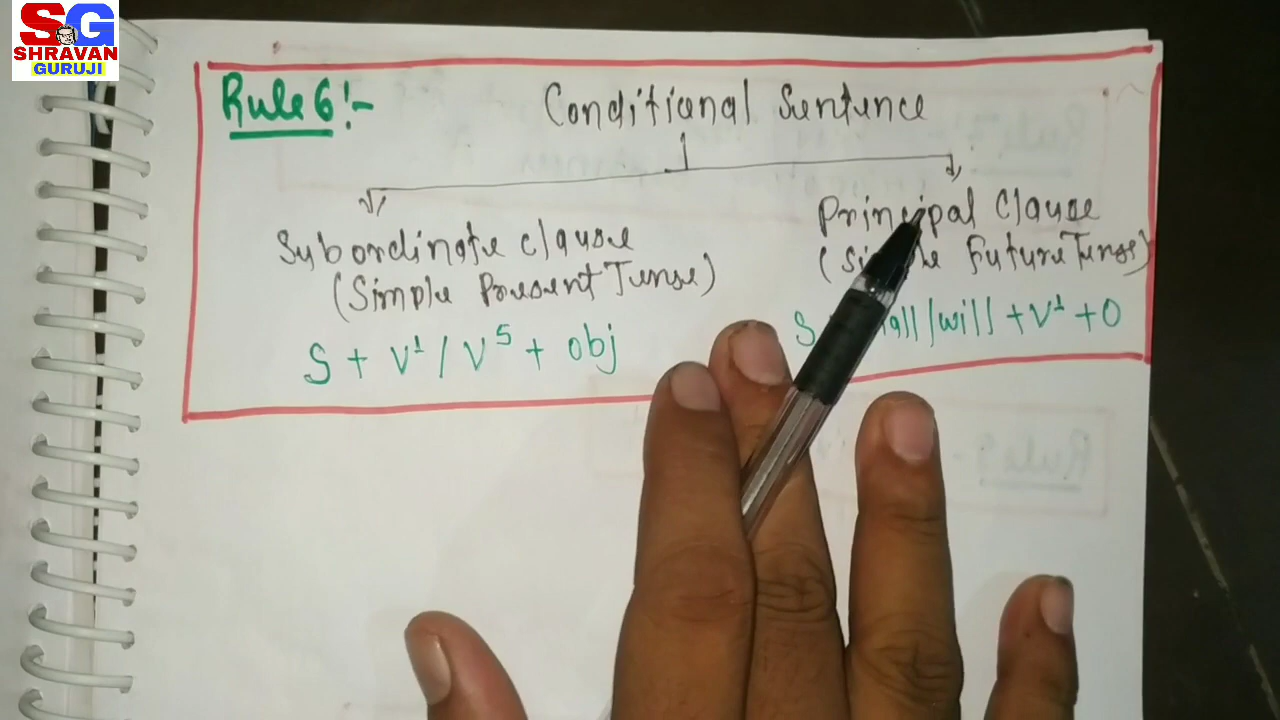 SG
SHRAVAN
GURUJI
Rule 6:- Conditional Sentence
Subordinate Clause
(Simple Present Tense)
S + V¹ / V⁵ + obj
Principal Clause
Future Tense)
S /will + V¹ + O